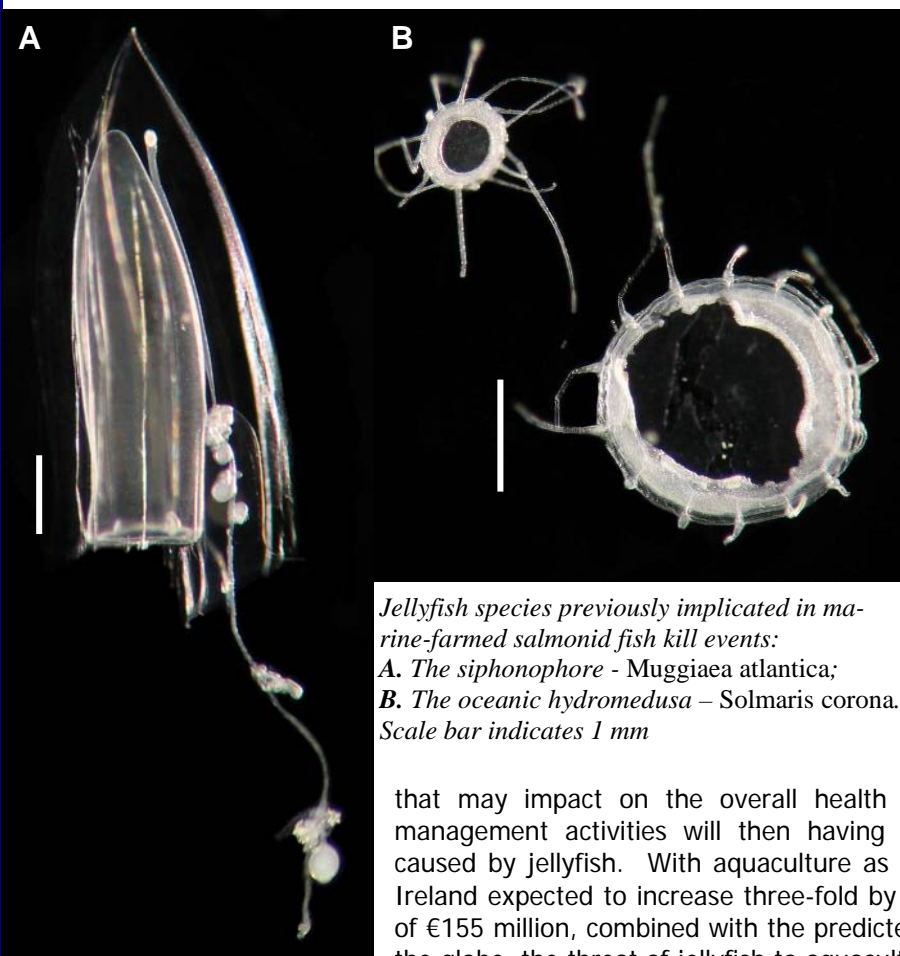 A
B
Jellyfish species previously implicated in ma-
rine-farmed salmonid fish kill events:
A. The siphonophore - Muggiaea atlantica;
B. The oceanic hydromedusa – Solmaris corona.
Scale bar indicates 1 mm
that may impact on the overall health
management activities will then having
caused by jellyfish. With aquaculture as
Ireland expected to increase three-fold by
of €155 million, combined with the predicte
the globe, the threat of jellyfish to aquacult